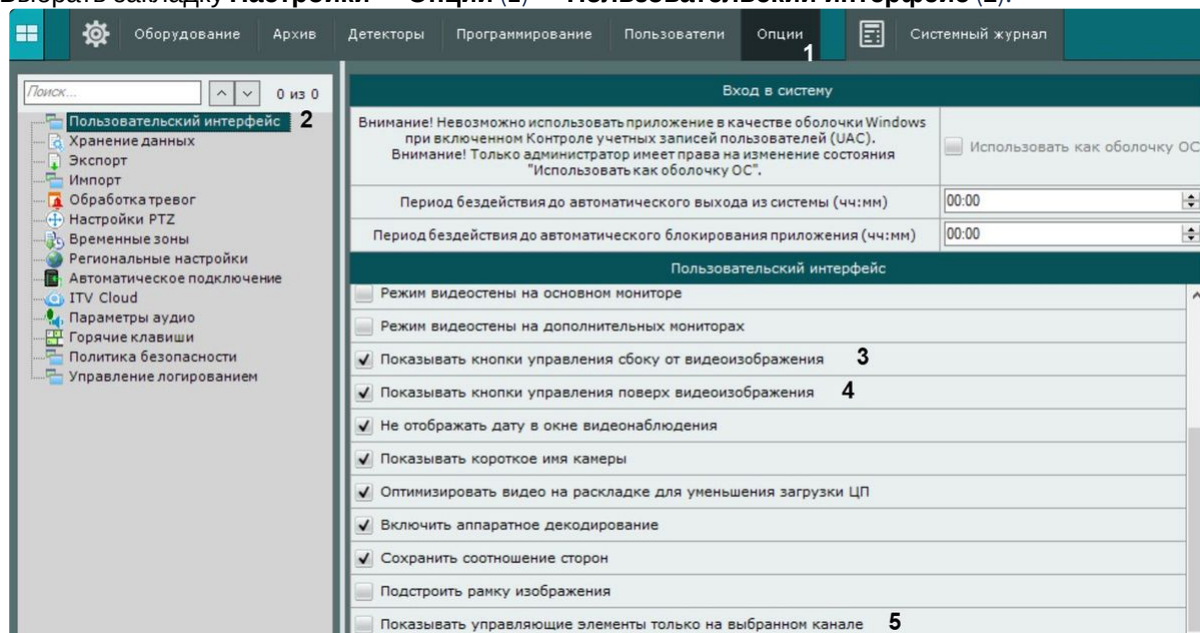 Выбрать закладку Настройки — Опции (1) — Пользовательский интерфейс (2).
Оборудование Архив Детекторы Программирование Пользователи Опции Системный журнал
1
Поиск... 0 из 0
Пользовательский интерфейс 2
Хранение данных
Экспорт
Импорт
Обработка тревог
Настройки PTZ
Временные зоны
Региональные настройки
Автоматическое подключение
ITV Cloud
Параметры аудио
Горячие клавиши
Политика безопасности
Управление логированием
Вход в систему
Внимание! Невозможно использовать приложение в качестве оболочки Windows
при включенном Контроле учетных записей пользователей (UAC).
Внимание! Только администратор имеет права на изменение состояния
"Использовать как оболочку ОС".
Использовать как оболочку ОС
Период бездействия до автоматического выхода из системы (чч:мм) 00:00
Период бездействия до автоматического блокирования приложения (чч:мм) 00:00
Пользовательский интерфейс
Режим видеостены на основном мониторе
Режим видеостены на дополнительных мониторах
Показывать кнопки управления сбоку от видеоизображения 3
Показывать кнопки управления поверх видеоизображения 4
Не отображать дату в окне видеонаблюдения
Показывать короткое имя камеры
Оптимизировать видео на раскладке для уменьшения загрузки ЦП
Включить аппаратное декодирование
Сохранить соотношение сторон
Подстроить рамку изображения
Показывать управляющие элементы только на выбранном канале 5